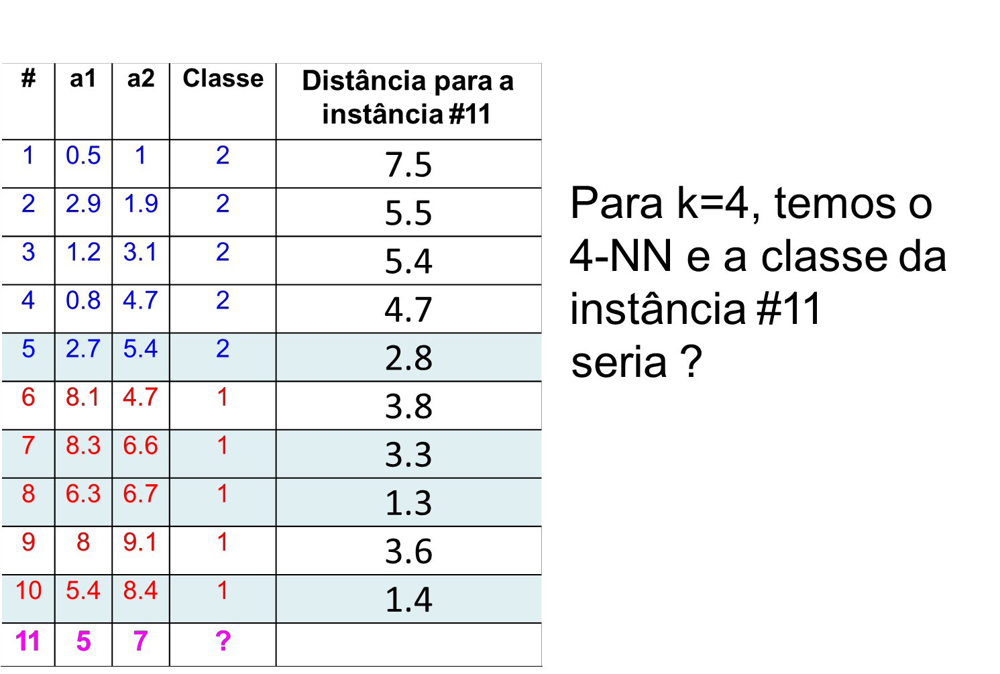 # a1 a2 Classe Distância para a
instância #11
1 0.5 1 2 7.5
2 2.9 1.9 2 5.5
3 1.2 3.1 2 5.4
4 0.8 4.7 2 4.7
5 2.7 5.4 2 2.8
6 8.1 4.7 1 3.8
7 8.3 6.6 1 3.3
8 6.3 6.7 1 1.3
9 8 9.1 1 3.6
10 5.4 8.4 1 1.4
11 5 7 ?
Para k=4, temos o
4-NN e a classe da
instância #11
seria ?